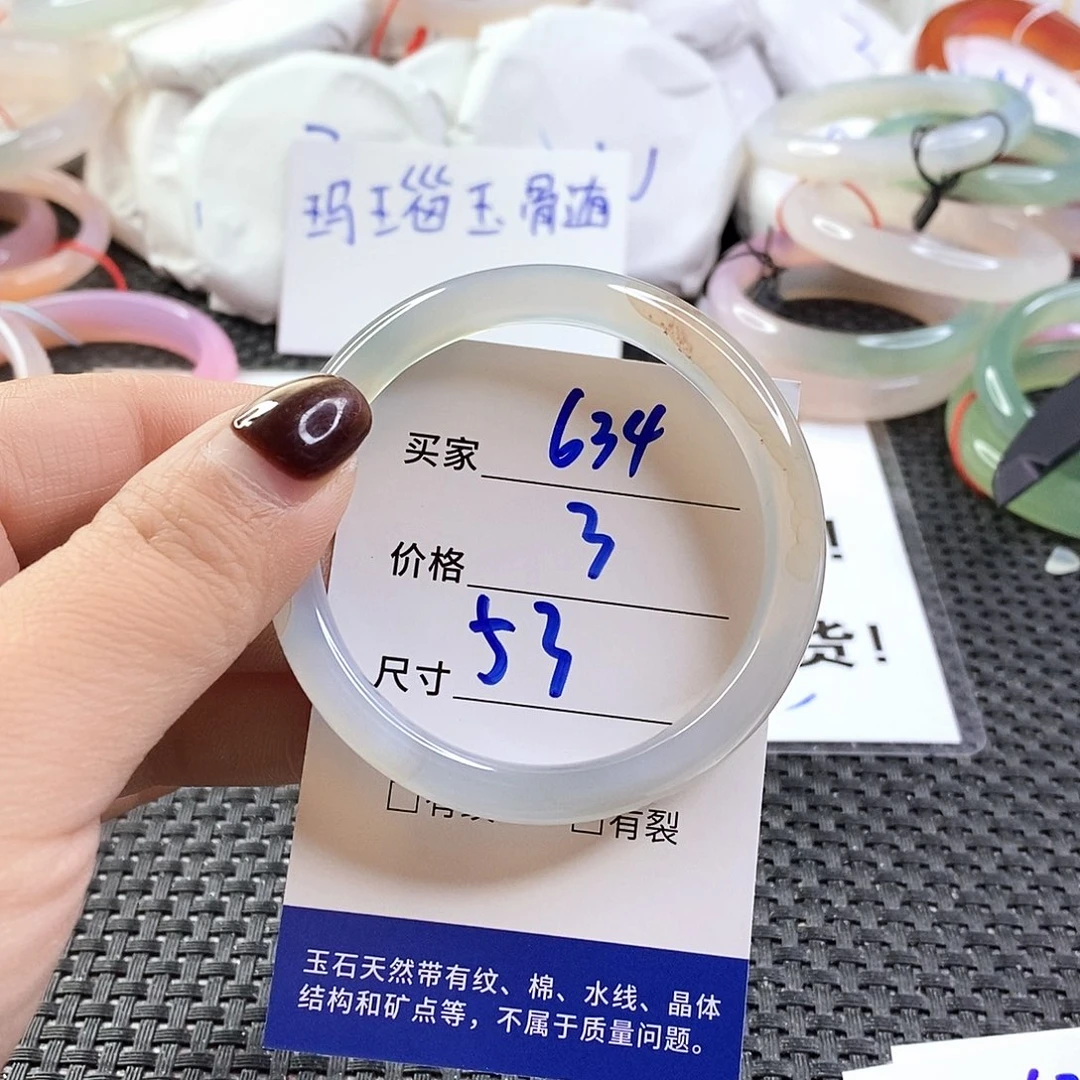 玛瑙玉骨髓
买家 634
价格 3
尺寸 53
有裂
玉石天然带有纹、棉、水线、晶体
结构和矿点等，不属于质量问题。
货！